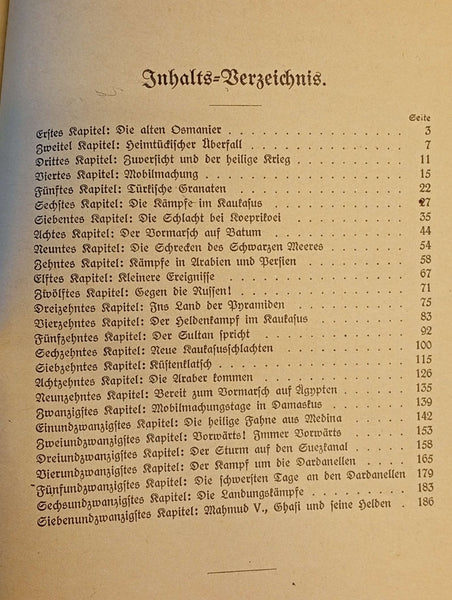 Inhalts-Verzeichnis.
Seite
Erstes Kapitel: Die alten Osmanier . . . . . . . . . . . . . . 3
Zweitel Kapitel: Heimtückischer Überfall . . . . . . . . . . . . 7
Drittes Kapitel: Zuversicht und der heilige Krieg . . . . . . . . 11
Viertes Kapitel: Mobilmachung . . . . . . . . . . . . . . . 15
Fünftes Kapitel: Türkische Granaten . . . . . . . . . . . . . 22
Sechstes Kapitel: Die Kämpfe im Kaukasus . . . . . . . . . . 27
Siebentes Kapitel: Die Schlacht bei Koeprikoei . . . . . . . . . 35
Achtes Kapitel: Der Vormarsch auf Batum . . . . . . . . . . 44
Neuntes Kapitel: Die Schrecken des Schwarzen Meeres . . . . . . 54
Zehntes Kapitel: Kämpfe in Arabien und Persien . . . . . . . . 58
Elftes Kapitel: Kleinere Ereignisse . . . . . . . . . . . . . . 67
Zwölftes Kapitel: Gegen die Russen! . . . . . . . . . . . . . 71
Dreizehntes Kapitel: Ins Land der Pyramiden . . . . . . . . . 75
Vierzehntes Kapitel: Der Heldenkampf im Kaukasus . . . . . . . 83
Fünfzehntes Kapitel: Der Sultan spricht . . . . . . . . . . . . 92
Sechzehntes Kapitel: Neue Kaukasusschlachten . . . . . . . . . 100
Siebzehntes Kapitel: Küstenklatsch . . . . . . . . . . . . . . 115
Achtzehntes Kapitel: Die Araber kommen . . . . . . . . . . . 126
Neunzehntes Kapitel: Bereit zum Vormarsch auf Ägypten . . . . . 135
Zwanzigstes Kapitel: Mobilmachungstage in Damaskus . . . . . . 139
Einundzwanzigstes Kapitel: Die heilige Fahne aus Medina . . . . . 142
Zweiundzwanzigstes Kapitel: Vorwärts! Immer Vorwärts . . . . . 153
Dreiundzwanzigstes Kapitel: Der Sturm auf den Suezkanal . . . . 158
Vierundzwanzigstes Kapitel: Der Kampf um die Dardanellen . . . . 165
Fünfundzwanzigstes Kapitel: Die schwersten Tage an den Dardanellen 179
Sechsundzwanzigstes Kapitel: Die Landungskämpfe . . . . . . . 183
Siebenundzwanzigstes Kapitel: Mahmud V., Ghasi und seine Helden . 186